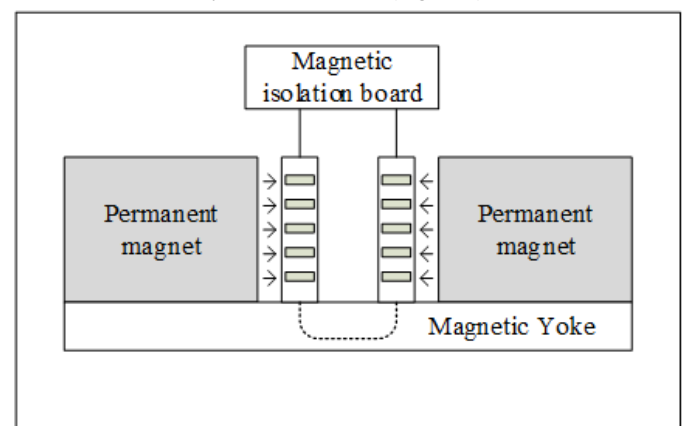 Magnetic
isolation board
Permanent
magnet
Permanent
magnet
Magnetic Yoke